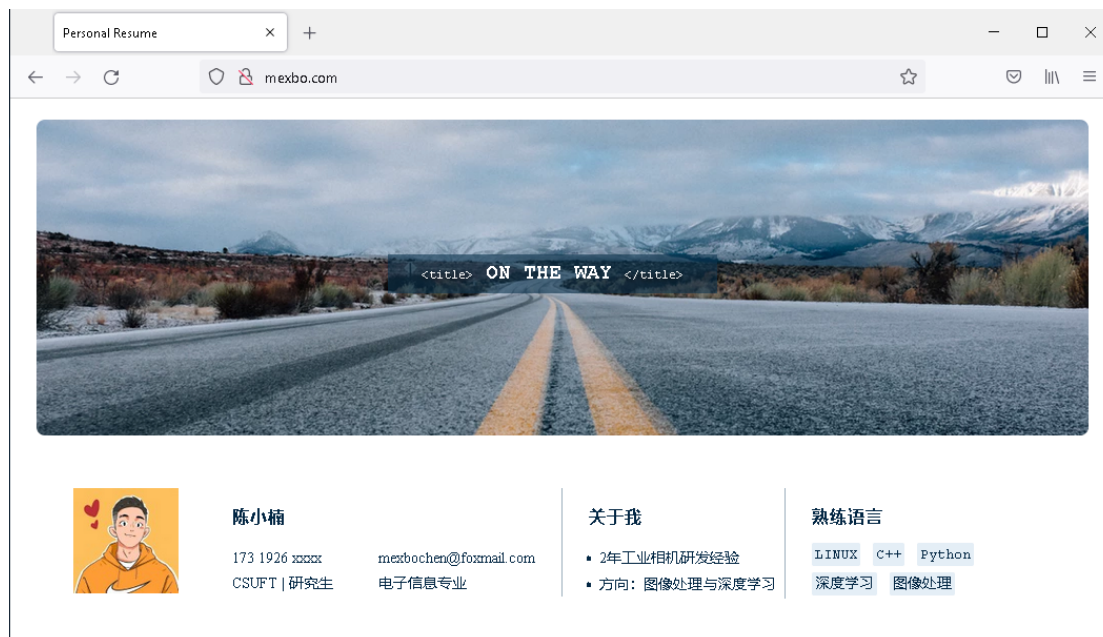 Personal Resume
mexbo.com
<title> ON THE WAY </title>
陈小楠
173 1926 xxxx
mexbochen@foxmail.com
CSUFT | 研究生
电子信息专业
关于我
2年工业相机研发经验
方向：图像处理与深度学习
熟练语言
LINUX C++ Python
深度学习 图像处理